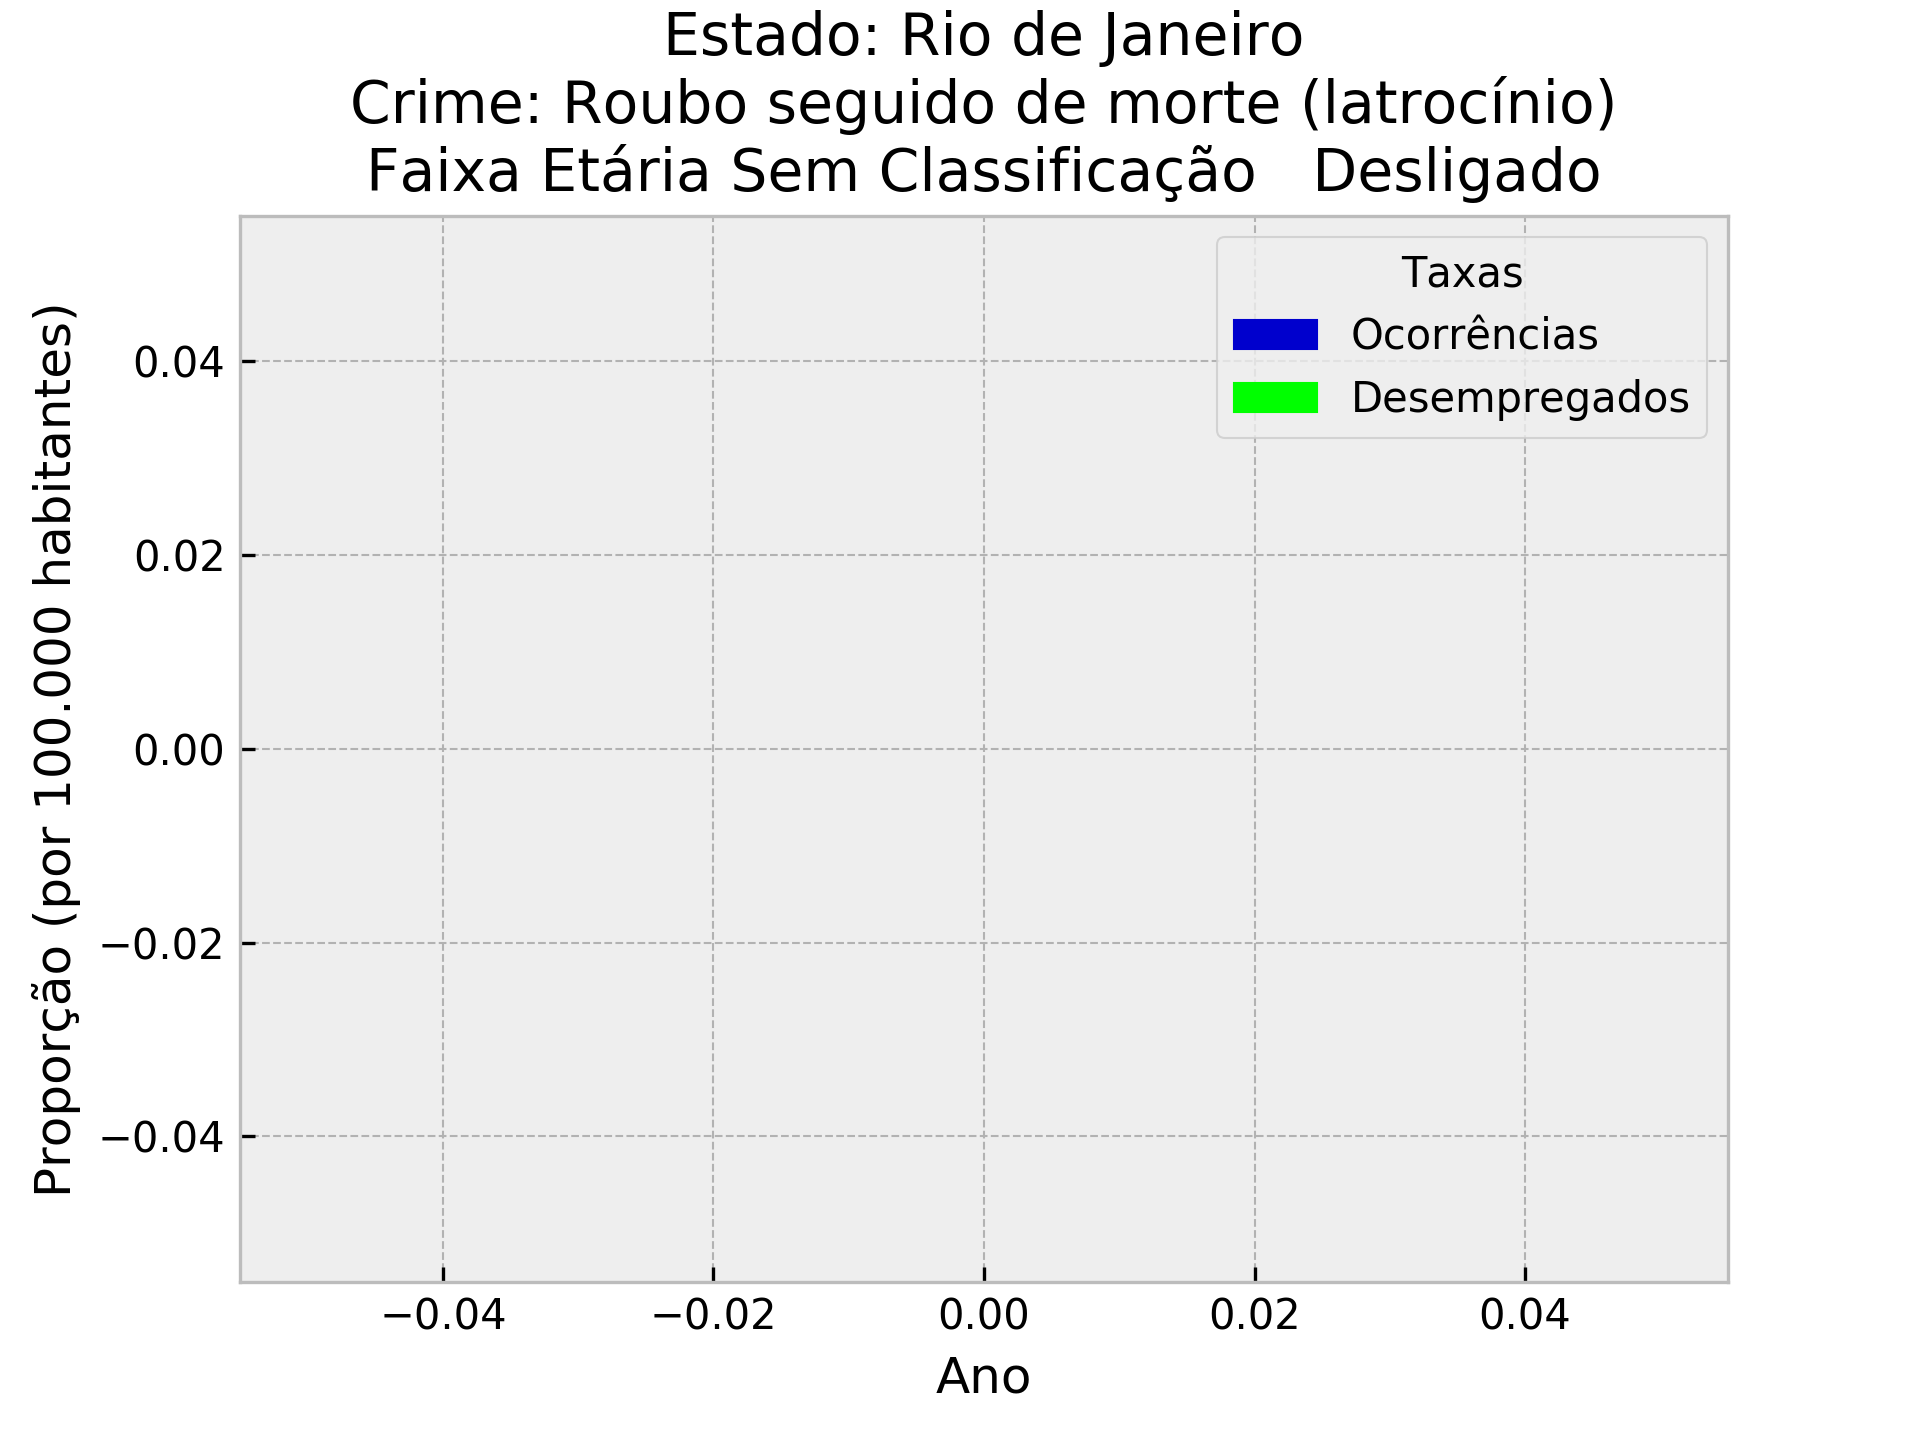 Estado: Rio de Janeiro
Crime: Roubo seguido de morte (latrocínio)
Faixa Etária Sem Classificação   Desligado
Taxas
Ocorrências
Desempregados
Proporção (por 100.000 habitantes)
0.04
0.02
0.00
−0.02
−0.04
−0.04
−0.02
0.00
0.02
0.04
Ano